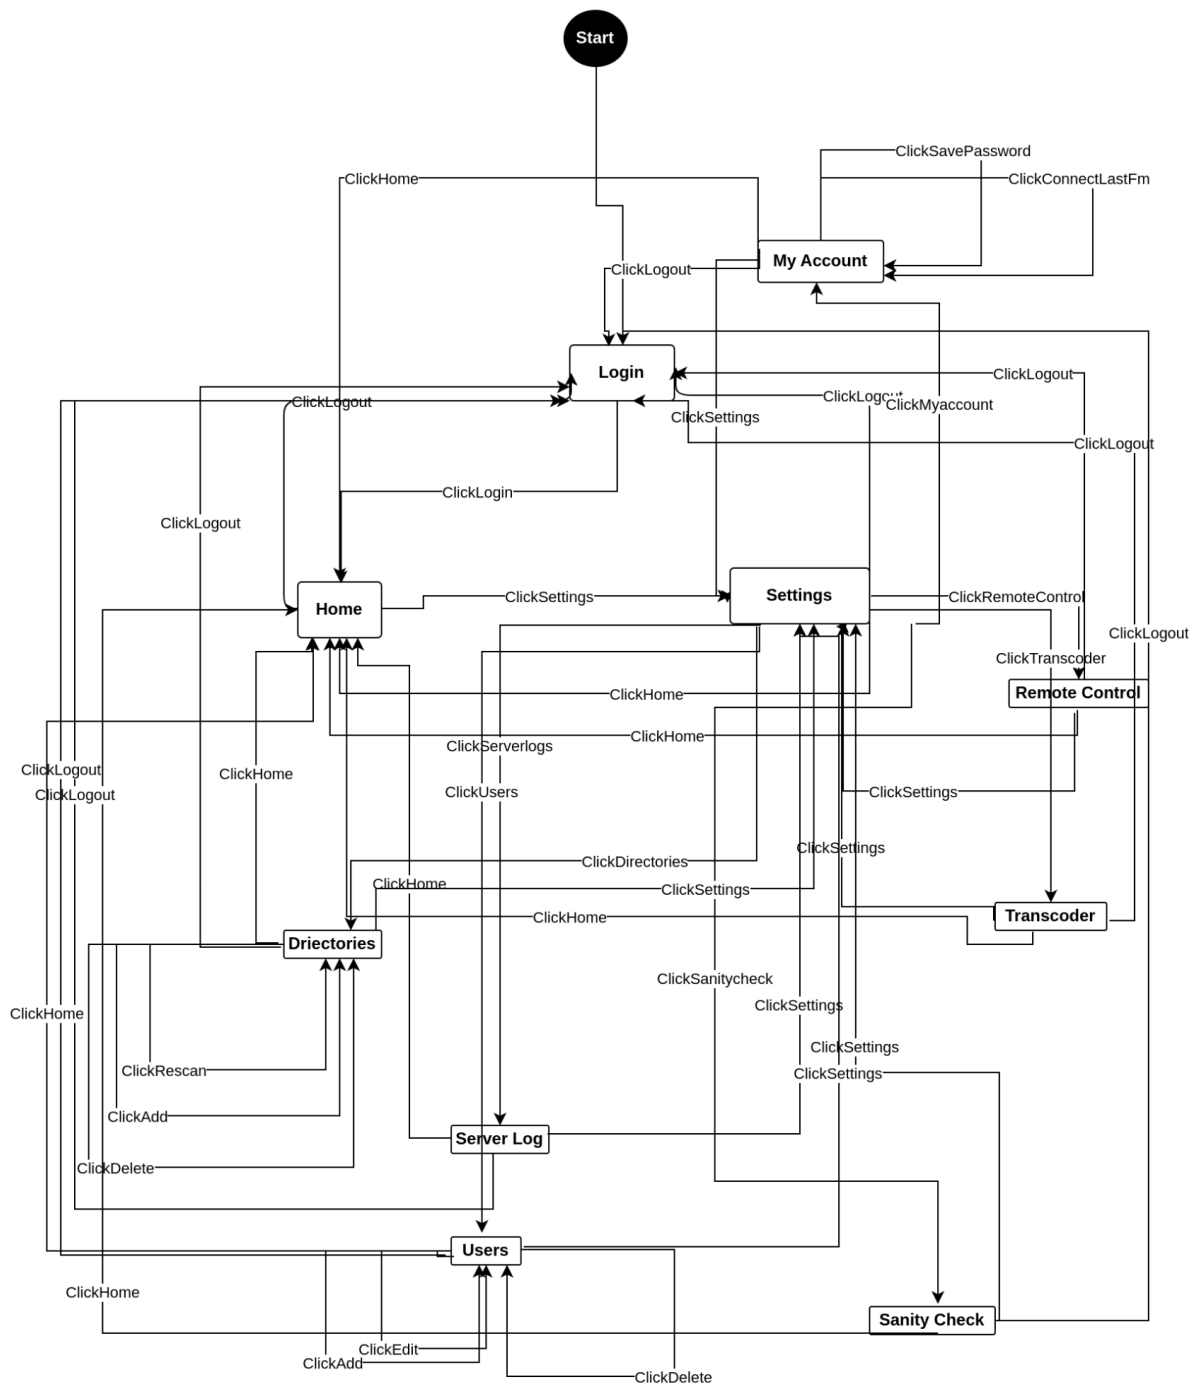 Start
ClickSavePassword
ClickHome
ClickConnectLastFm
My Account
ClickLogout
Login
ClickLogout
ClickLogout
ClickLogout
ClickMyaccount
ClickSettings
ClickLogout
ClickLogin
ClickLogout
Settings
ClickSettings
ClickRemoteControl
Home
ClickLogout
ClickTranscoder
Remote Control
ClickHome
ClickHome
ClickServerlogs
ClickLogout
ClickHome
ClickUsers
ClickSettings
ClickLogout
ClickSettings
ClickDirectories
ClickHome
ClickSettings
Transcoder
ClickHome
Driectories
ClickSanitycheck
ClickSettings
ClickHome
ClickSettings
ClickRescan
ClickSettings
ClickAdd
Server Log
ClickDelete
Users
ClickHome
Sanity Check
ClickEdit
ClickAdd
ClickDelete